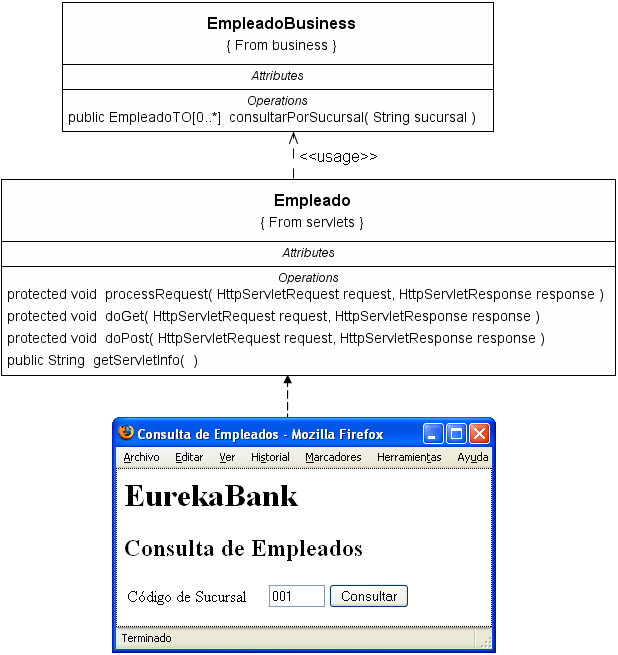 EmpleadoBusiness
{ From business }
Attributes
Operations
public EmpleadoTO[0..*]  consultarPorSucursal( String sucursal )
<<usage>>
Empleado
{ From servlets }
Attributes
Operations
protected void  processRequest( HttpServletRequest request, HttpServletResponse response )
protected void  doGet( HttpServletRequest request, HttpServletResponse response )
protected void  doPost( HttpServletRequest request, HttpServletResponse response )
public String  getServletInfo(  )
Consulta de Empleados - Mozilla Firefox
Archivo Editar Ver Historial Marcadores Herramientas Ayuda
EurekaBank
Consulta de Empleados
Código de Sucursal 001 Consultar
Terminado